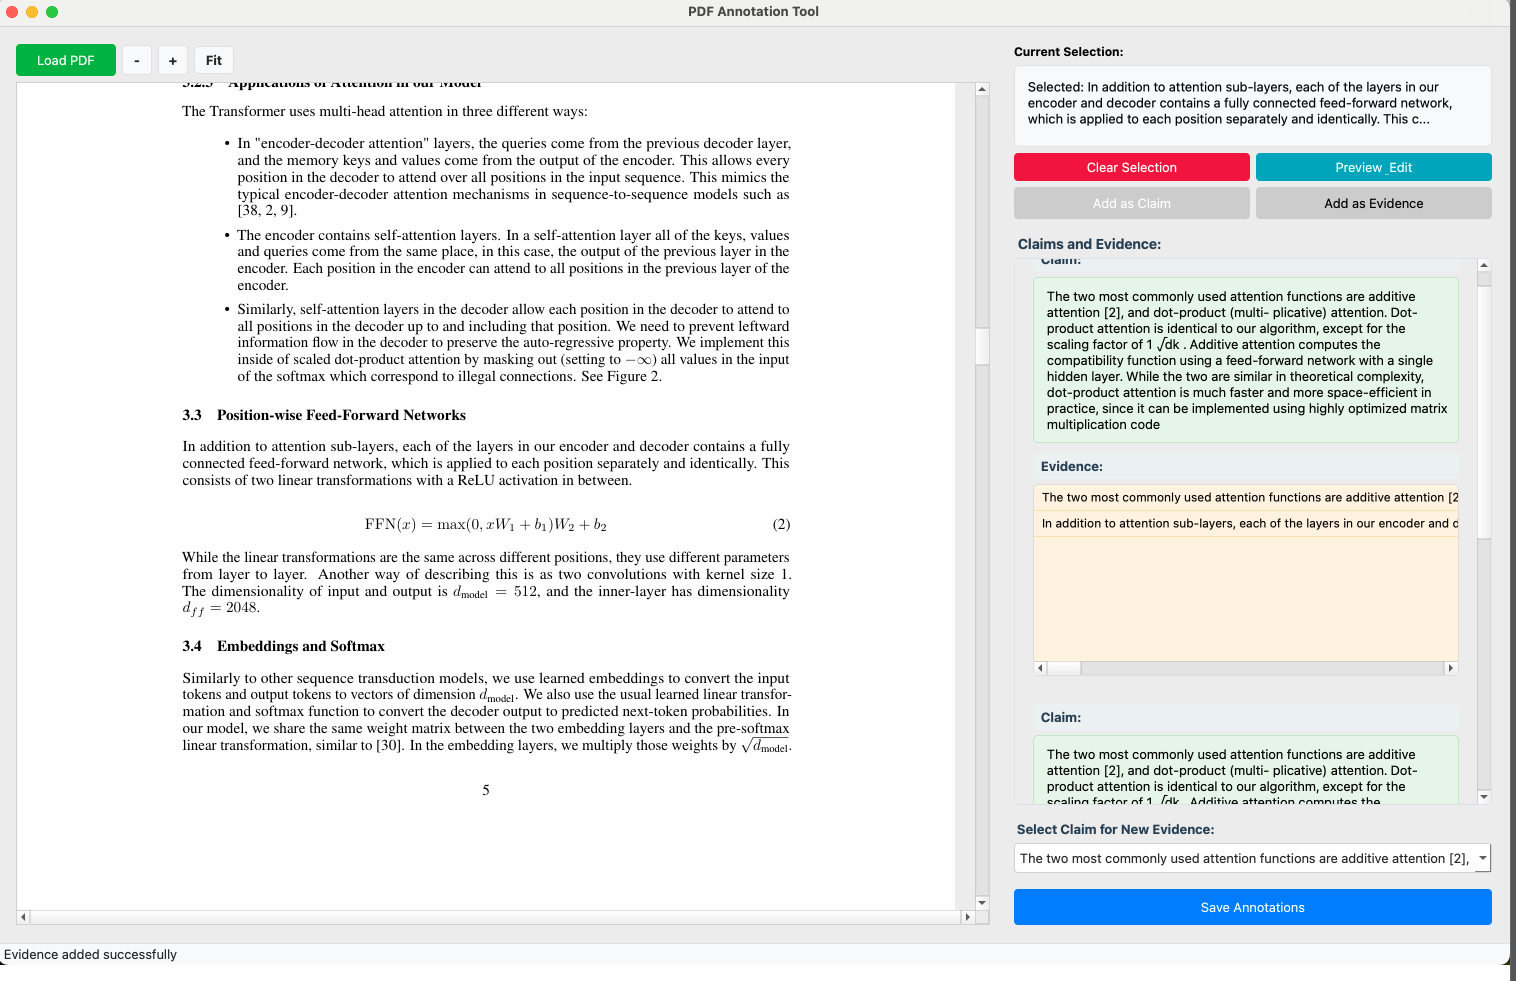 PDF Annotation Tool
Load PDF
-
+
Fit
3.2.3 Applications of Attention in our Model
The Transformer uses multi-head attention in three different ways:
• In "encoder-decoder attention" layers, the queries come from the previous decoder layer,
and the memory keys and values come from the output of the encoder. This allows every
position in the decoder to attend over all positions in the input sequence. This mimics the
typical encoder-decoder attention mechanisms in sequence-to-sequence models such as
[38, 2, 9].
• The encoder contains self-attention layers. In a self-attention layer all of the keys, values
and queries come from the same place, in this case, the output of the previous layer in the
encoder. Each position in the encoder can attend to all positions in the previous layer of the
encoder.
• Similarly, self-attention layers in the decoder allow each position in the decoder to attend to
all positions in the decoder up to and including that position. We need to prevent leftward
information flow in the decoder to preserve the auto-regressive property. We implement this
inside of scaled dot-product attention by masking out (setting to −∞) all values in the input
of the softmax which correspond to illegal connections. See Figure 2.
3.3 Position-wise Feed-Forward Networks
In addition to attention sub-layers, each of the layers in our encoder and decoder contains a fully
connected feed-forward network, which is applied to each position separately and identically. This
consists of two linear transformations with a ReLU activation in between.
FFN(x) = max(0, xW1 + b1)W2 + b2 (2)
While the linear transformations are the same across different positions, they use different parameters
from layer to layer. Another way of describing this is as two convolutions with kernel size 1.
The dimensionality of input and output is dmodel = 512, and the inner-layer has dimensionality
dff = 2048.
3.4 Embeddings and Softmax
Similarly to other sequence transduction models, we use learned embeddings to convert the input
tokens and output tokens to vectors of dimension dmodel. We also use the usual learned linear transfor-
mation and softmax function to convert the decoder output to predicted next-token probabilities. In
our model, we share the same weight matrix between the two embedding layers and the pre-softmax
linear transformation, similar to [30]. In the embedding layers, we multiply those weights by √dmodel.
5
Current Selection:
Selected: In addition to attention sub-layers, each of the layers in our
encoder and decoder contains a fully connected feed-forward network,
which is applied to each position separately and identically. This c...
Clear Selection
Preview_Edit
Add as Claim
Add as Evidence
Claims and Evidence:
Claim:
The two most commonly used attention functions are additive
attention [2], and dot-product (multi- plicative) attention. Dot-
product attention is identical to our algorithm, except for the
scaling factor of 1 √dk . Additive attention computes the
compatibility function using a feed-forward network with a single
hidden layer. While the two are similar in theoretical complexity,
dot-product attention is much faster and more space-efficient in
practice, since it can be implemented using highly optimized matrix
multiplication code
Evidence:
The two most commonly used attention functions are additive attention [2
In addition to attention sub-layers, each of the layers in our encoder and d
Claim:
The two most commonly used attention functions are additive
attention [2], and dot-product (multi- plicative) attention. Dot-
product attention is identical to our algorithm, except for the
scaling factor of 1 √dk . Additive attention computes the
Select Claim for New Evidence:
The two most commonly used attention functions are additive attention [2],
Save Annotations
Evidence added successfully